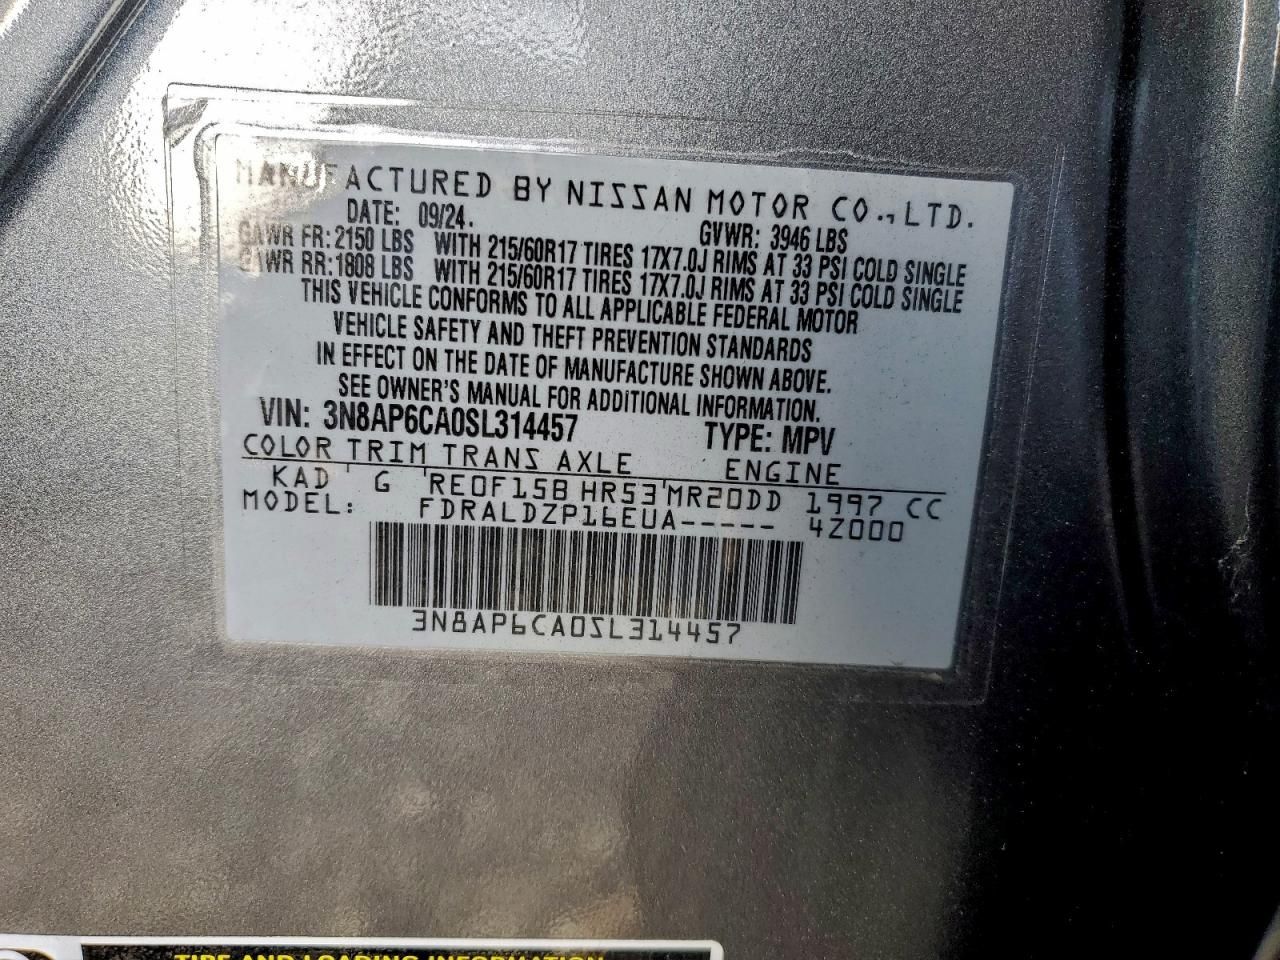 MANUFACTURED BY NISSAN MOTOR CO., LTD.
DATE: 09/24. GVWR: 3946 LBS
GAWR FR: 2150 LBS WITH 215/60R17 TIRES 17X7.0J RIMS AT 33 PSI COLD SINGLE
GAWR RR: 1808 LBS WITH 215/60R17 TIRES 17X7.0J RIMS AT 33 PSI COLD SINGLE
THIS VEHICLE CONFORMS TO ALL APPLICABLE FEDERAL MOTOR
VEHICLE SAFETY AND THEFT PREVENTION STANDARDS
IN EFFECT ON THE DATE OF MANUFACTURE SHOWN ABOVE.
SEE OWNER'S MANUAL FOR ADDITIONAL INFORMATION.
VIN: 3N8AP6CA0SL314457 TYPE: MPV
COLOR TRIM TRANS AXLE ENGINE
KAD G RE0F15B HR53 MR20DD 1997 CC
MODEL: FDRALDZP16EUA----- 4Z000
3N8AP6CA0SL314457
TIRE AND LOADING INFORMATION